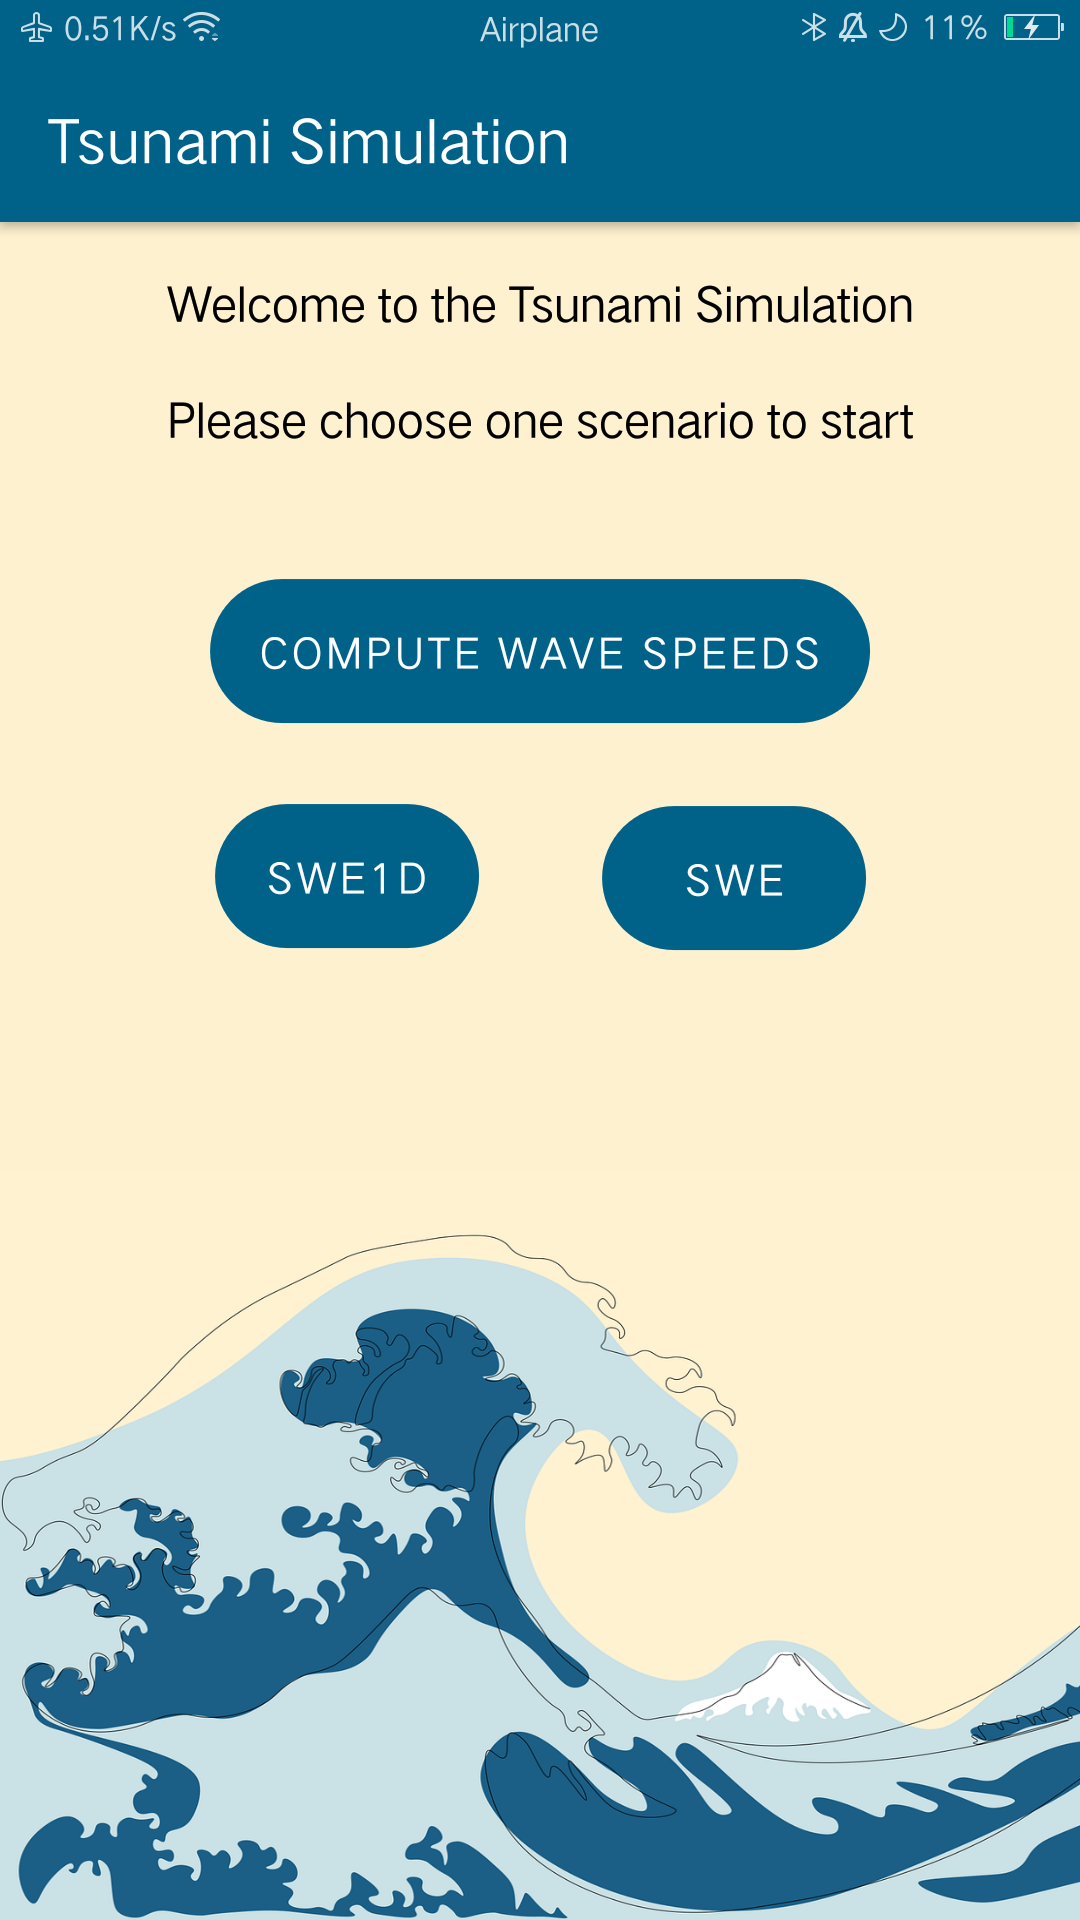 0.51K/s Airplane 11%
Tsunami Simulation
Welcome to the Tsunami Simulation
Please choose one scenario to start
COMPUTE WAVE SPEEDS
SWE1D SWE